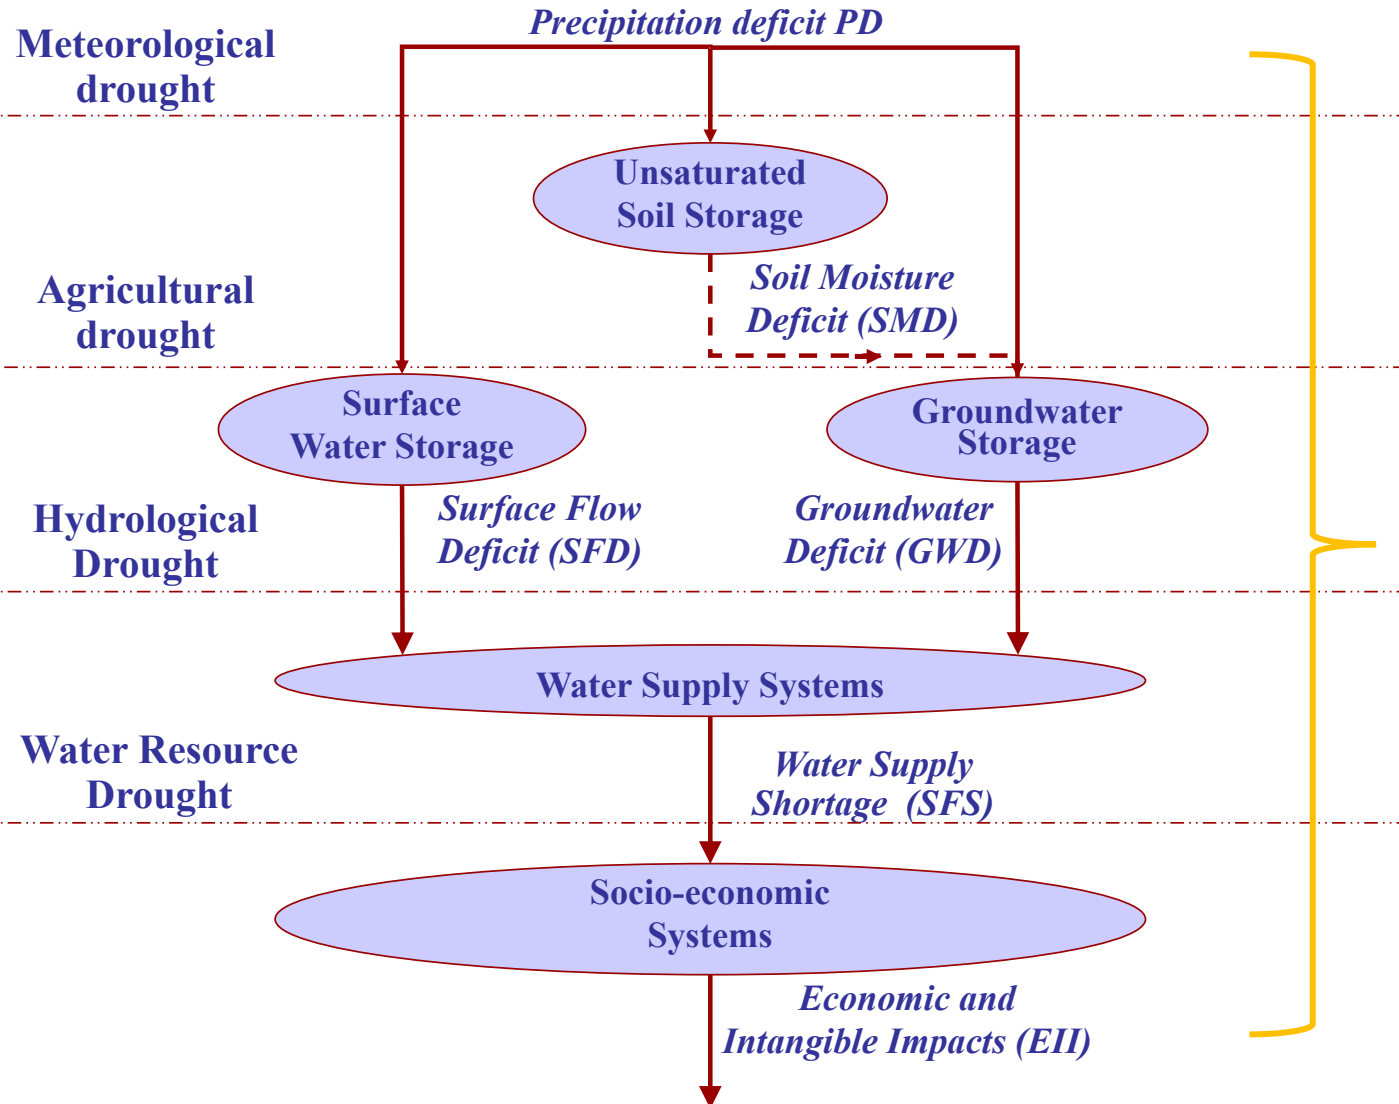 Precipitation deficit PD
Meteorological
drought
Unsaturated
Soil Storage
Agricultural
drought
Soil Moisture
Deficit (SMD)
Surface
Water Storage
Groundwater
Storage
Hydrological
Drought
Surface Flow
Deficit (SFD)
Groundwater
Deficit (GWD)
Water Supply Systems
Water Resource
Drought
Water Supply
Shortage (SFS)
Socio-economic
Systems
Economic and
Intangible Impacts (EII)